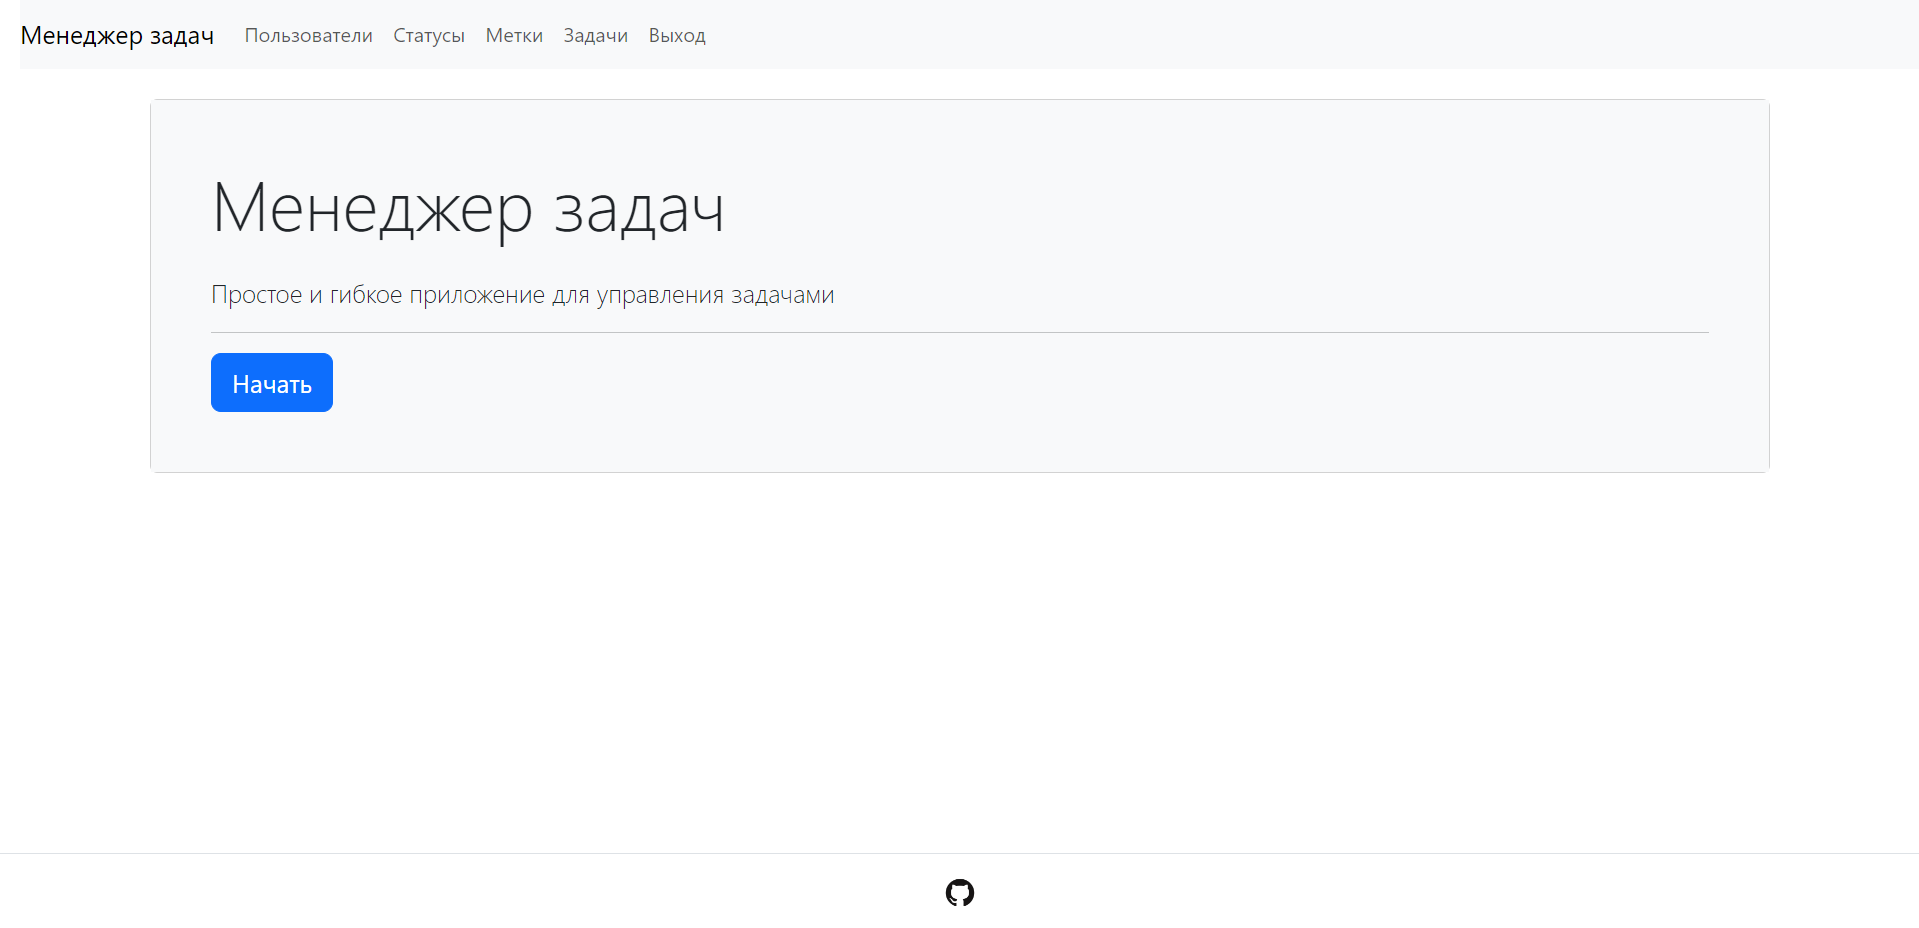 Менеджер задач Пользователи Статусы Метки Задачи Выход
Менеджер задач
Простое и гибкое приложение для управления задачами
Начать